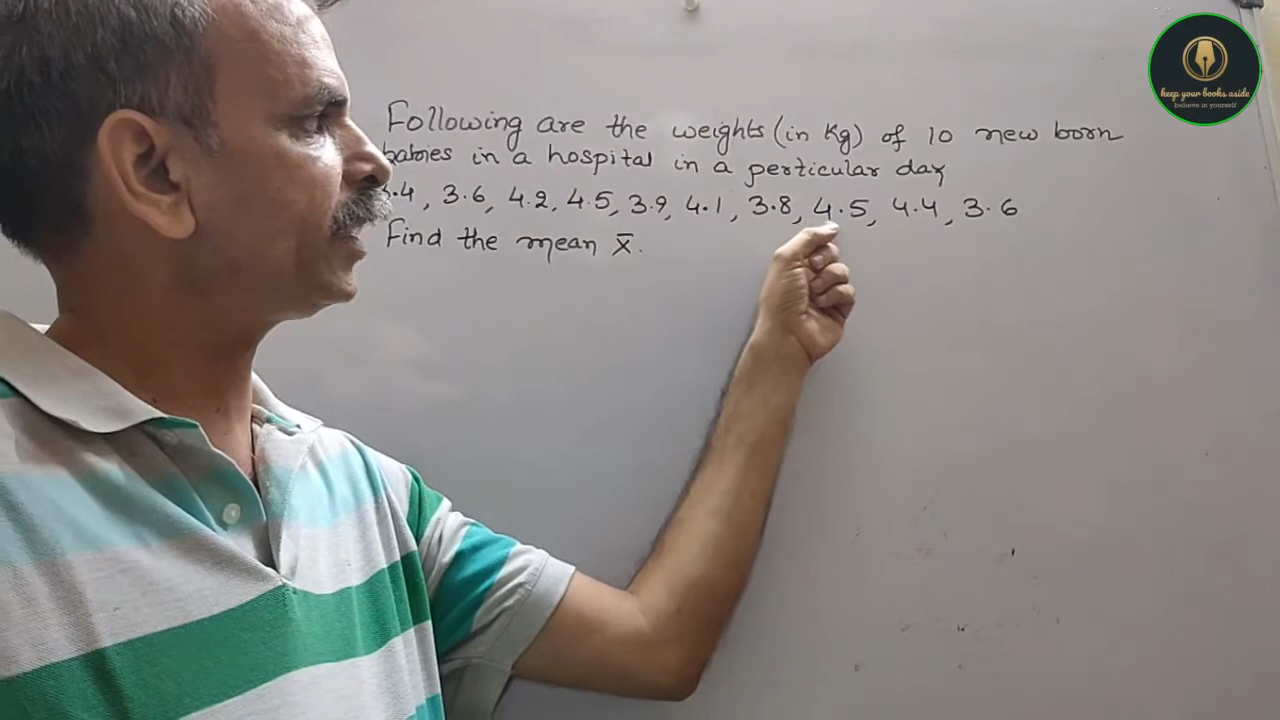 Following are the weights (in Kg) of 10 new born
babies in a hospital in a perticular day
3.4, 3.6, 4.2, 4.5, 3.9, 4.1, 3.8, 4.5, 4.4, 3.6
Find the mean x̄.
keep your books aside
believe in yourself